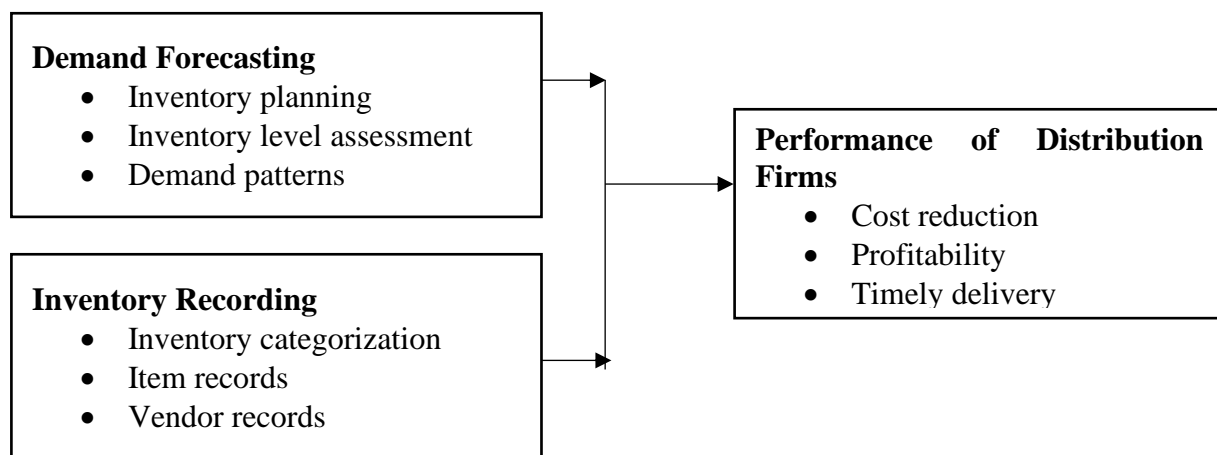 Demand Forecasting
• Inventory planning
• Inventory level assessment
• Demand patterns
Inventory Recording
• Inventory categorization
• Item records
• Vendor records
Performance of Distribution
Firms
• Cost reduction
• Profitability
• Timely delivery